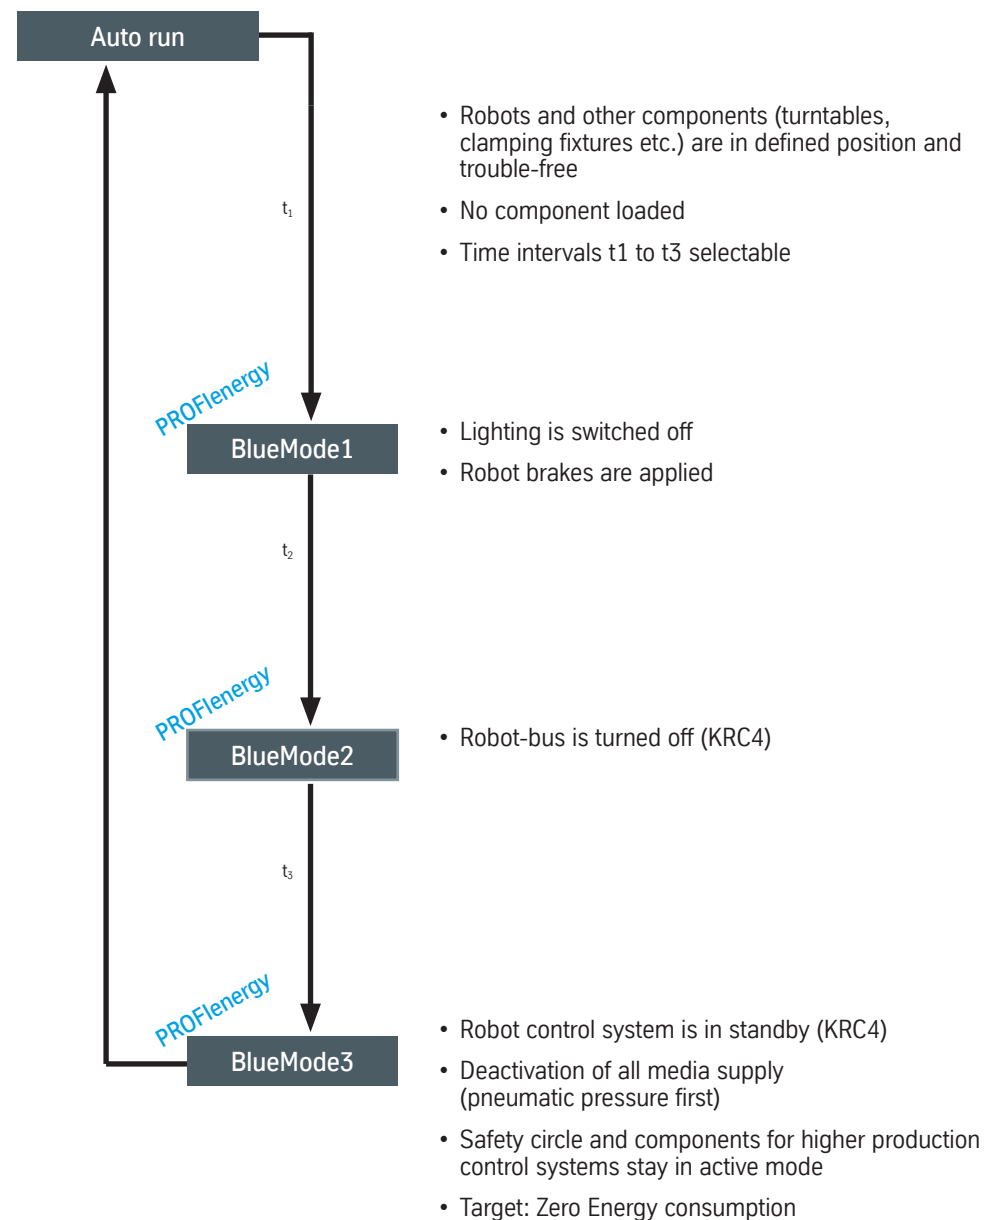 Auto run
• Robots and other components (turntables,
clamping fixtures etc.) are in defined position and
trouble-free
t₁
• No component loaded
• Time intervals t1 to t3 selectable
PROFIenergy
BlueMode1
• Lighting is switched off
• Robot brakes are applied
t₂
PROFIenergy
BlueMode2
• Robot-bus is turned off (KRC4)
t₃
PROFIenergy
BlueMode3
• Robot control system is in standby (KRC4)
• Deactivation of all media supply
(pneumatic pressure first)
• Safety circle and components for higher production
control systems stay in active mode
• Target: Zero Energy consumption